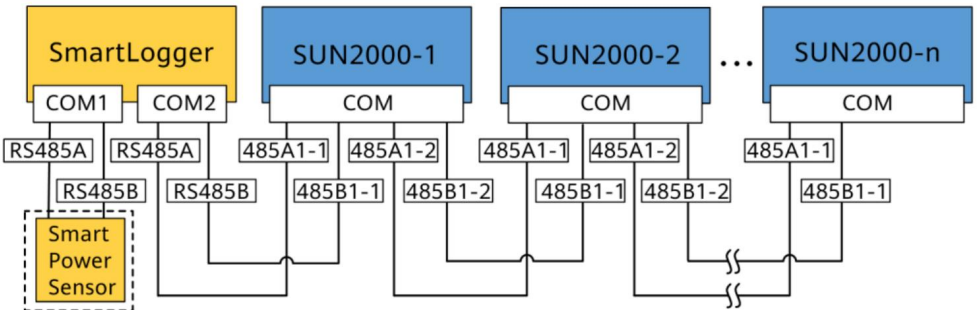 SmartLogger
SUN2000-1
SUN2000-2
...
SUN2000-n
COM1
COM2
COM
COM
COM
RS485A
RS485A
485A1-1
485A1-2
485A1-1
485A1-2
485A1-1
RS485B
RS485B
485B1-1
485B1-2
485B1-1
485B1-2
485B1-1
Smart
Power
Sensor